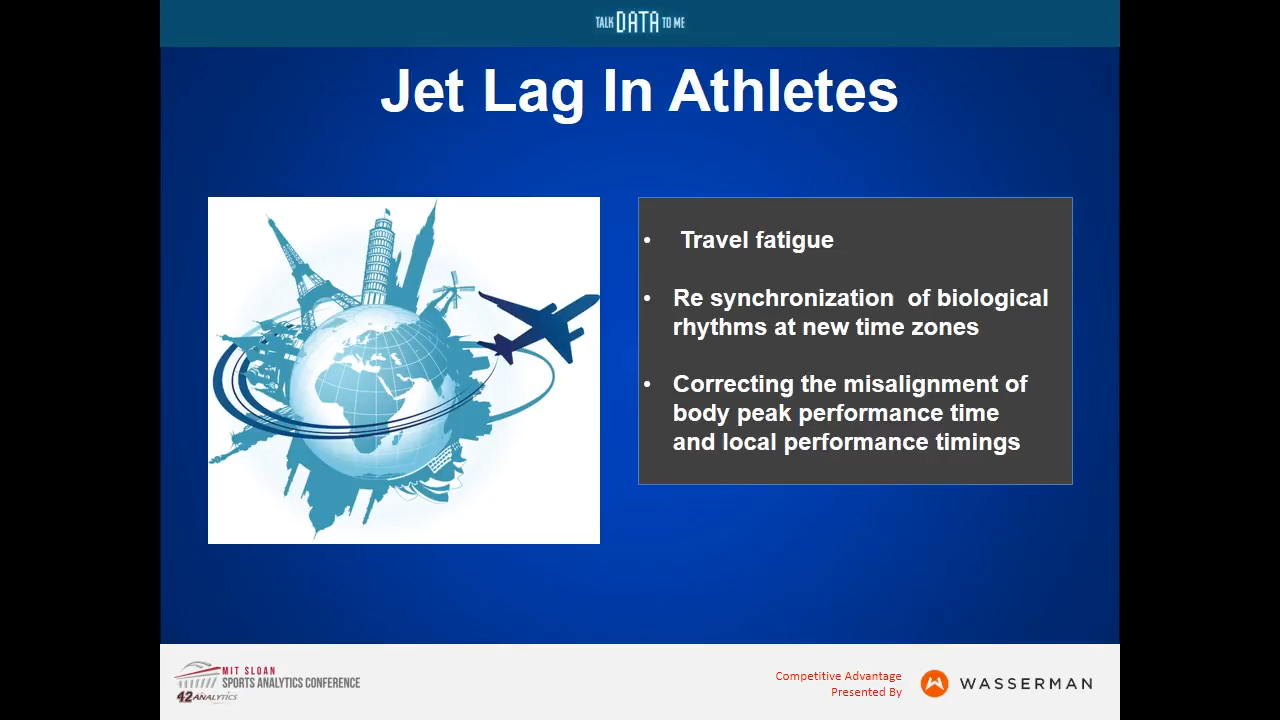 TALK DATA TO ME
Jet Lag In Athletes
• Travel fatigue
• Re synchronization of biological
rhythms at new time zones
• Correcting the misalignment of
body peak performance time
and local performance timings
MIT SLOAN
SPORTS ANALYTICS CONFERENCE
42 ANALYTICS
Competitive Advantage
Presented By
WASSERMAN